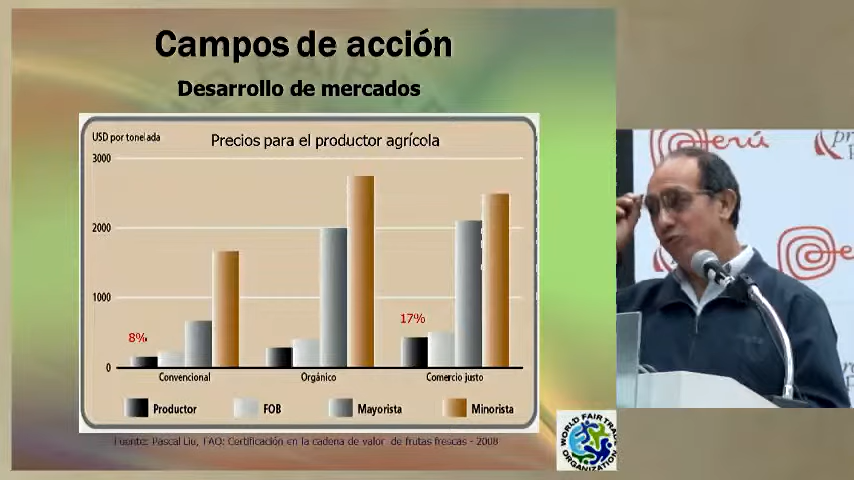 Campos de acción
Desarrollo de mercados
USD por tonelada
Precios para el productor agrícola
3000
2000
1000
0
8%
17%
Convencional
Orgánico
Comercio justo
Productor
FOB
Mayorista
Minorista
Fuente: Pascal Liu, FAO: Certificación en la cadena de valor de frutas frescas - 2008
WORLD FAIR TRADE
ORGANIZATION
Perú